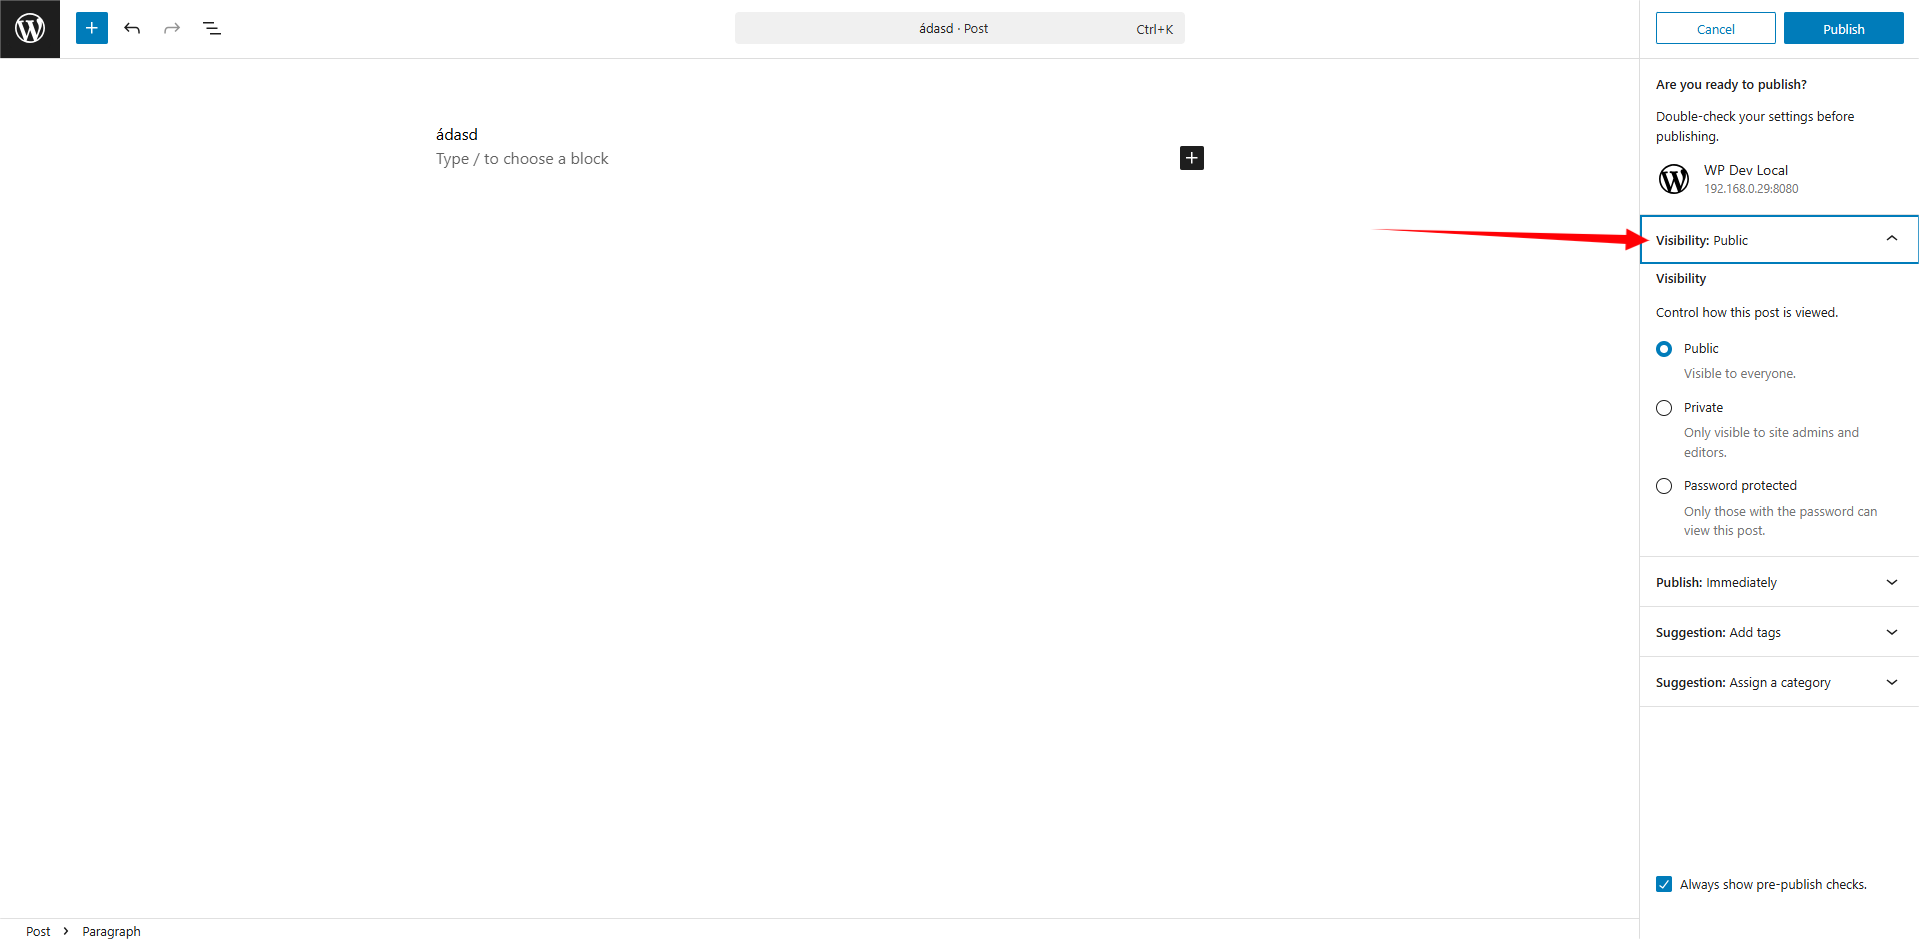 ádasd · Post Ctrl+K
Cancel Publish
Are you ready to publish?
Double-check your settings before
publishing.
WP Dev Local
192.168.0.29:8080
ádasd
Type / to choose a block
Visibility: Public
Visibility
Control how this post is viewed.
Public
Visible to everyone.
Private
Only visible to site admins and
editors.
Password protected
Only those with the password can
view this post.
Publish: Immediately
Suggestion: Add tags
Suggestion: Assign a category
Always show pre-publish checks.
Post > Paragraph